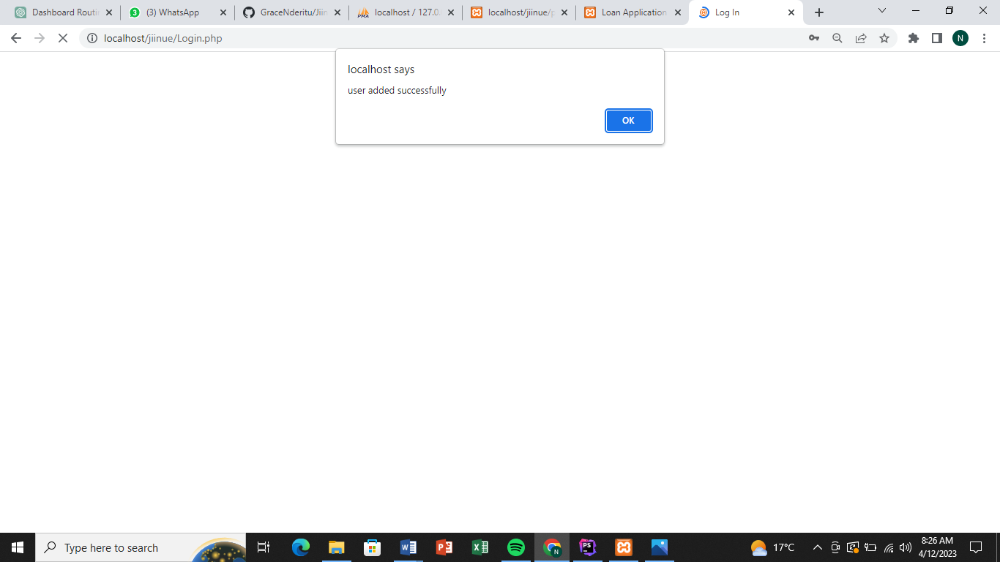 Dashboard Routi
3 (3) WhatsApp
GraceNderitu/Jiin
PMA localhost / 127.0.
localhost/jiinue/p
Loan Application
Log In
localhost/jiinue/Login.php
N
localhost says
user added successfully
OK
Type here to search
W
P
X
N
PS
17°C
8:26 AM
4/12/2023